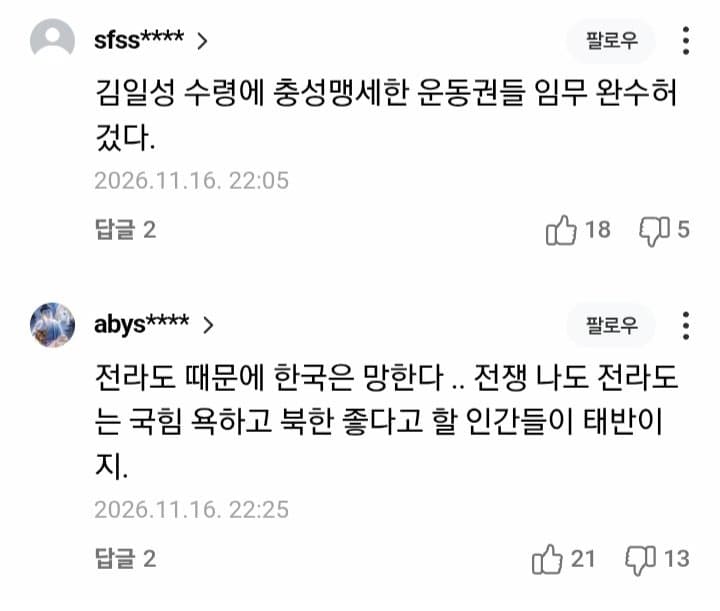 sfss**** >
팔로우
김일성 수령에 충성맹세한 운동권들 임무 완수허
겄다.
2026.11.16. 22:05
답글 2
18
5
abys**** >
팔로우
전라도 때문에 한국은 망한다 .. 전쟁 나도 전라도
는 국힘 욕하고 북한 좋다고 할 인간들이 태반이
지.
2026.11.16. 22:25
답글 2
21
13